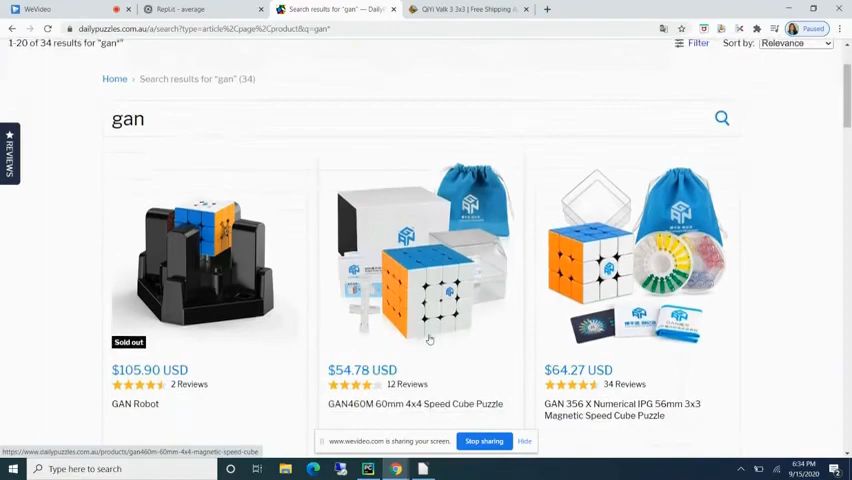 WeVideo
Repl.it - average
Search results for "gan" — Daily
QiYi Valk 3 3x3 | Free Shipping A
dailypuzzles.com.au/a/search?type=article%2Cpage%2Cproduct&q=gan*
Paused
1-20 of 34 results for "gan*"
Filter
Sort by: Relevance
Home › Search results for "gan" (34)
gan
★ REVIEWS
GAN
GAN
GAN
Sold out
$105.90 USD
$54.78 USD
$64.27 USD
2 Reviews
12 Reviews
34 Reviews
GAN Robot
GAN460M 60mm 4x4 Speed Cube Puzzle
GAN 356 X Numerical IPG 56mm 3x3
Magnetic Speed Cube Puzzle
www.wevideo.com is sharing your screen.
Stop sharing
Hide
https://www.dailypuzzles.com.au/products/gan460m-60mm-4x4-magnetic-speed-cube
Type here to search
6:34 PM
9/15/2020